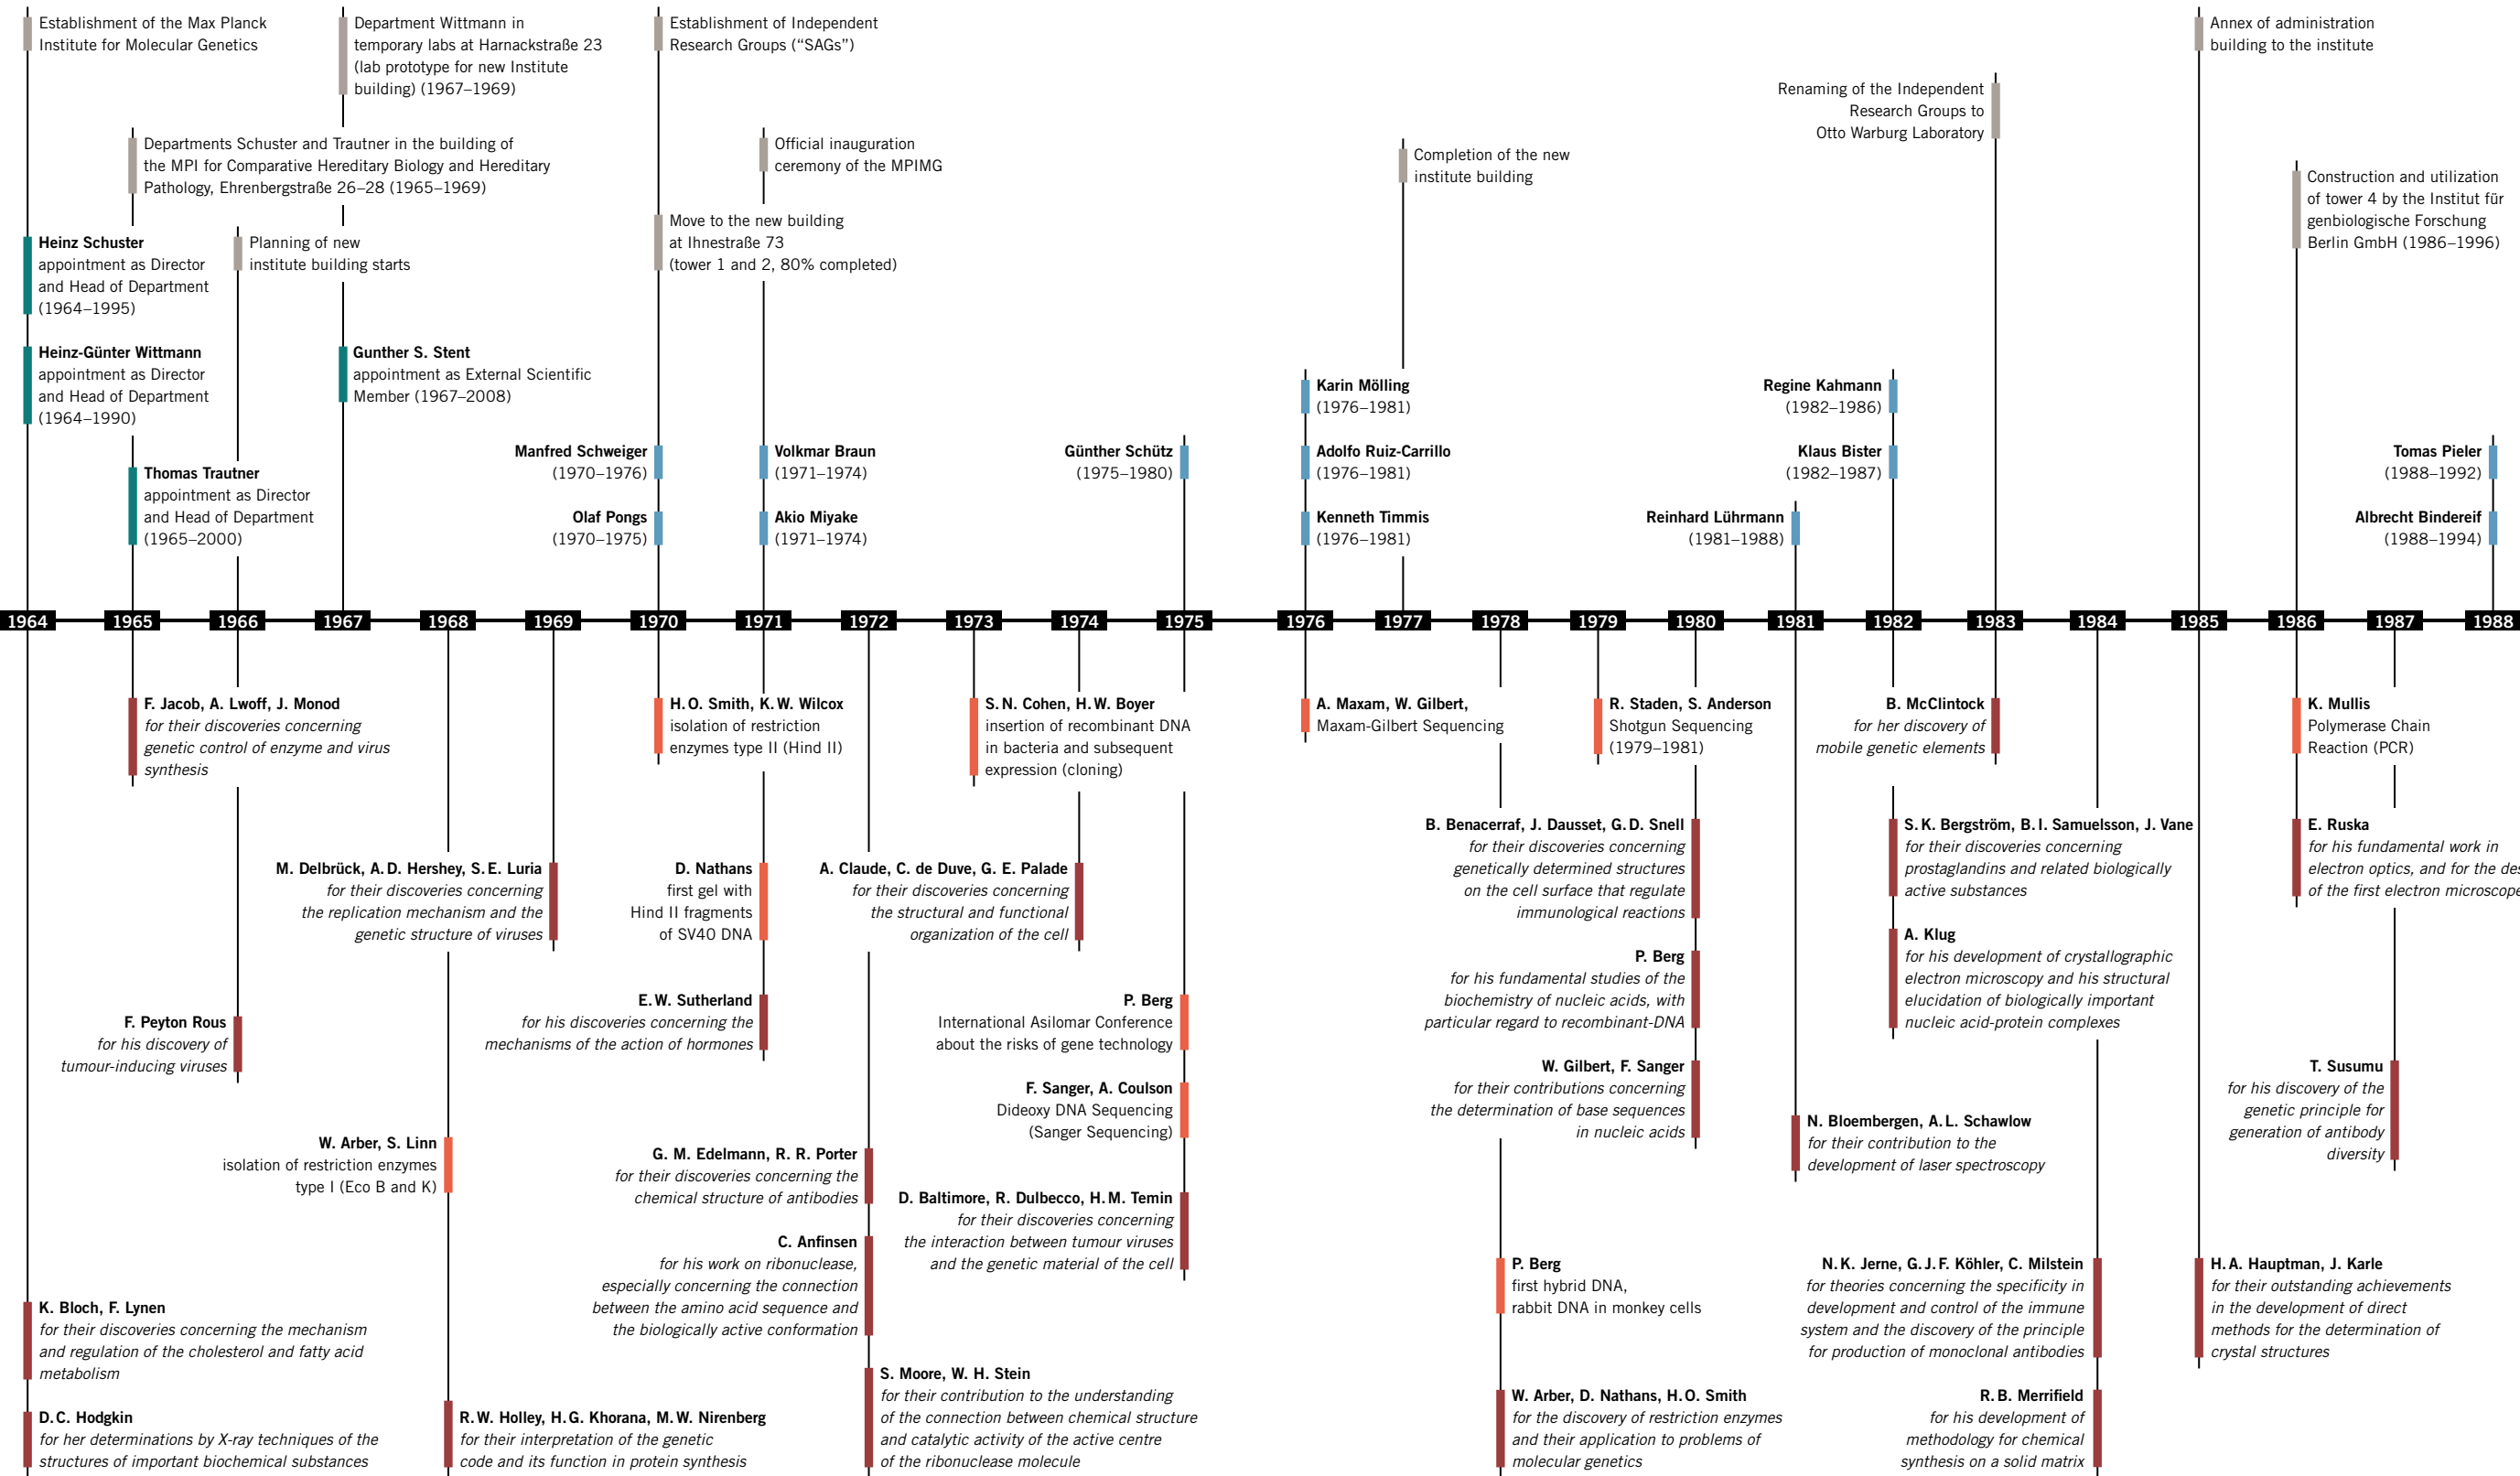 Establishment of the Max Planck
Institute for Molecular Genetics
Department Wittmann in
temporary labs at Harnackstraße 23
(lab prototype for new Institute
building) (1967–1969)
Establishment of Independent
Research Groups (“SAGs”)
Annex of administration
building to the institute
Renaming of the Independent
Research Groups to
Otto Warburg Laboratory
Departments Schuster and Trautner in the building of
the MPI for Comparative Hereditary Biology and Hereditary
Pathology, Ehrenbergstraße 26–28 (1965–1969)
Official inauguration
ceremony of the MPIMG
Completion of the new
institute building
Construction and utilization
of tower 4 by the Institut für
genbiologische Forschung
Berlin GmbH (1986–1996)
Move to the new building
at Ihnestraße 73
(tower 1 and 2, 80% completed)
Heinz Schuster
appointment as Director
and Head of Department
(1964–1995)
Planning of new
institute building starts
Heinz-Günter Wittmann
appointment as Director
and Head of Department
(1964–1990)
Gunther S. Stent
appointment as External Scientific
Member (1967–2008)
Karin Mölling
(1976–1981)
Regine Kahmann
(1982–1986)
Manfred Schweiger
(1970–1976)
Volkmar Braun
(1971–1974)
Günther Schütz
(1975–1980)
Adolfo Ruiz-Carrillo
(1976–1981)
Klaus Bister
(1982–1987)
Tomas Pieler
(1988–1992)
Thomas Trautner
appointment as Director
and Head of Department
(1965–2000)
Olaf Pongs
(1970–1975)
Akio Miyake
(1971–1974)
Kenneth Timmis
(1976–1981)
Reinhard Lührmann
(1981–1988)
Albrecht Bindereif
(1988–1994)
1964 1965 1966 1967 1968 1969 1970 1971 1972 1973 1974 1975 1976 1977 1978 1979 1980 1981 1982 1983 1984 1985 1986 1987 1988
F. Jacob, A. Lwoff, J. Monod
for their discoveries concerning
genetic control of enzyme and virus
synthesis
H.O. Smith, K.W. Wilcox
isolation of restriction
enzymes type II (Hind II)
S.N. Cohen, H.W. Boyer
insertion of recombinant DNA
in bacteria and subsequent
expression (cloning)
A. Maxam, W. Gilbert,
Maxam-Gilbert Sequencing
R. Staden, S. Anderson
Shotgun Sequencing
(1979–1981)
B. McClintock
for her discovery of
mobile genetic elements
K. Mullis
Polymerase Chain
Reaction (PCR)
B. Benacerraf, J. Dausset, G.D. Snell
for their discoveries concerning
genetically determined structures
on the cell surface that regulate
immunological reactions
S.K. Bergström, B.I. Samuelsson, J. Vane
for their discoveries concerning
prostaglandins and related biologically
active substances
E. Ruska
for his fundamental work in
electron optics, and for the des
of the first electron microscope
M. Delbrück, A.D. Hershey, S.E. Luria
for their discoveries concerning
the replication mechanism and the
genetic structure of viruses
D. Nathans
first gel with
Hind II fragments
of SV40 DNA
A. Claude, C. de Duve, G. E. Palade
for their discoveries concerning
the structural and functional
organization of the cell
A. Klug
for his development of crystallographic
electron microscopy and his structural
elucidation of biologically important
nucleic acid-protein complexes
P. Berg
for his fundamental studies of the
biochemistry of nucleic acids, with
particular regard to recombinant-DNA
E.W. Sutherland
for his discoveries concerning the
mechanisms of the action of hormones
P. Berg
International Asilomar Conference
about the risks of gene technology
F. Peyton Rous
for his discovery of
tumour-inducing viruses
W. Gilbert, F. Sanger
for their contributions concerning
the determination of base sequences
in nucleic acids
T. Susumu
for his discovery of the
genetic principle for
generation of antibody
diversity
F. Sanger, A. Coulson
Dideoxy DNA Sequencing
(Sanger Sequencing)
N. Bloembergen, A.L. Schawlow
for their contribution to the
development of laser spectroscopy
W. Arber, S. Linn
isolation of restriction enzymes
type I (Eco B and K)
G. M. Edelmann, R. R. Porter
for their discoveries concerning the
chemical structure of antibodies
D. Baltimore, R. Dulbecco, H.M. Temin
for their discoveries concerning
the interaction between tumour viruses
and the genetic material of the cell
C. Anfinsen
for his work on ribonuclease,
especially concerning the connection
between the amino acid sequence and
the biologically active conformation
P. Berg
first hybrid DNA,
rabbit DNA in monkey cells
N.K. Jerne, G.J.F. Köhler, C. Milstein
for theories concerning the specificity in
development and control of the immune
system and the discovery of the principle
for production of monoclonal antibodies
H.A. Hauptman, J. Karle
for their outstanding achievements
in the development of direct
methods for the determination of
crystal structures
K. Bloch, F. Lynen
for their discoveries concerning the mechanism
and regulation of the cholesterol and fatty acid
metabolism
S. Moore, W. H. Stein
for their contribution to the understanding
of the connection between chemical structure
and catalytic activity of the active centre
of the ribonuclease molecule
W. Arber, D. Nathans, H.O. Smith
for the discovery of restriction enzymes
and their application to problems of
molecular genetics
R.B. Merrifield
for his development of
methodology for chemical
synthesis on a solid matrix
D.C. Hodgkin
for her determinations by X-ray techniques of the
structures of important biochemical substances
R.W. Holley, H.G. Khorana, M.W. Nirenberg
for their interpretation of the genetic
code and its function in protein synthesis